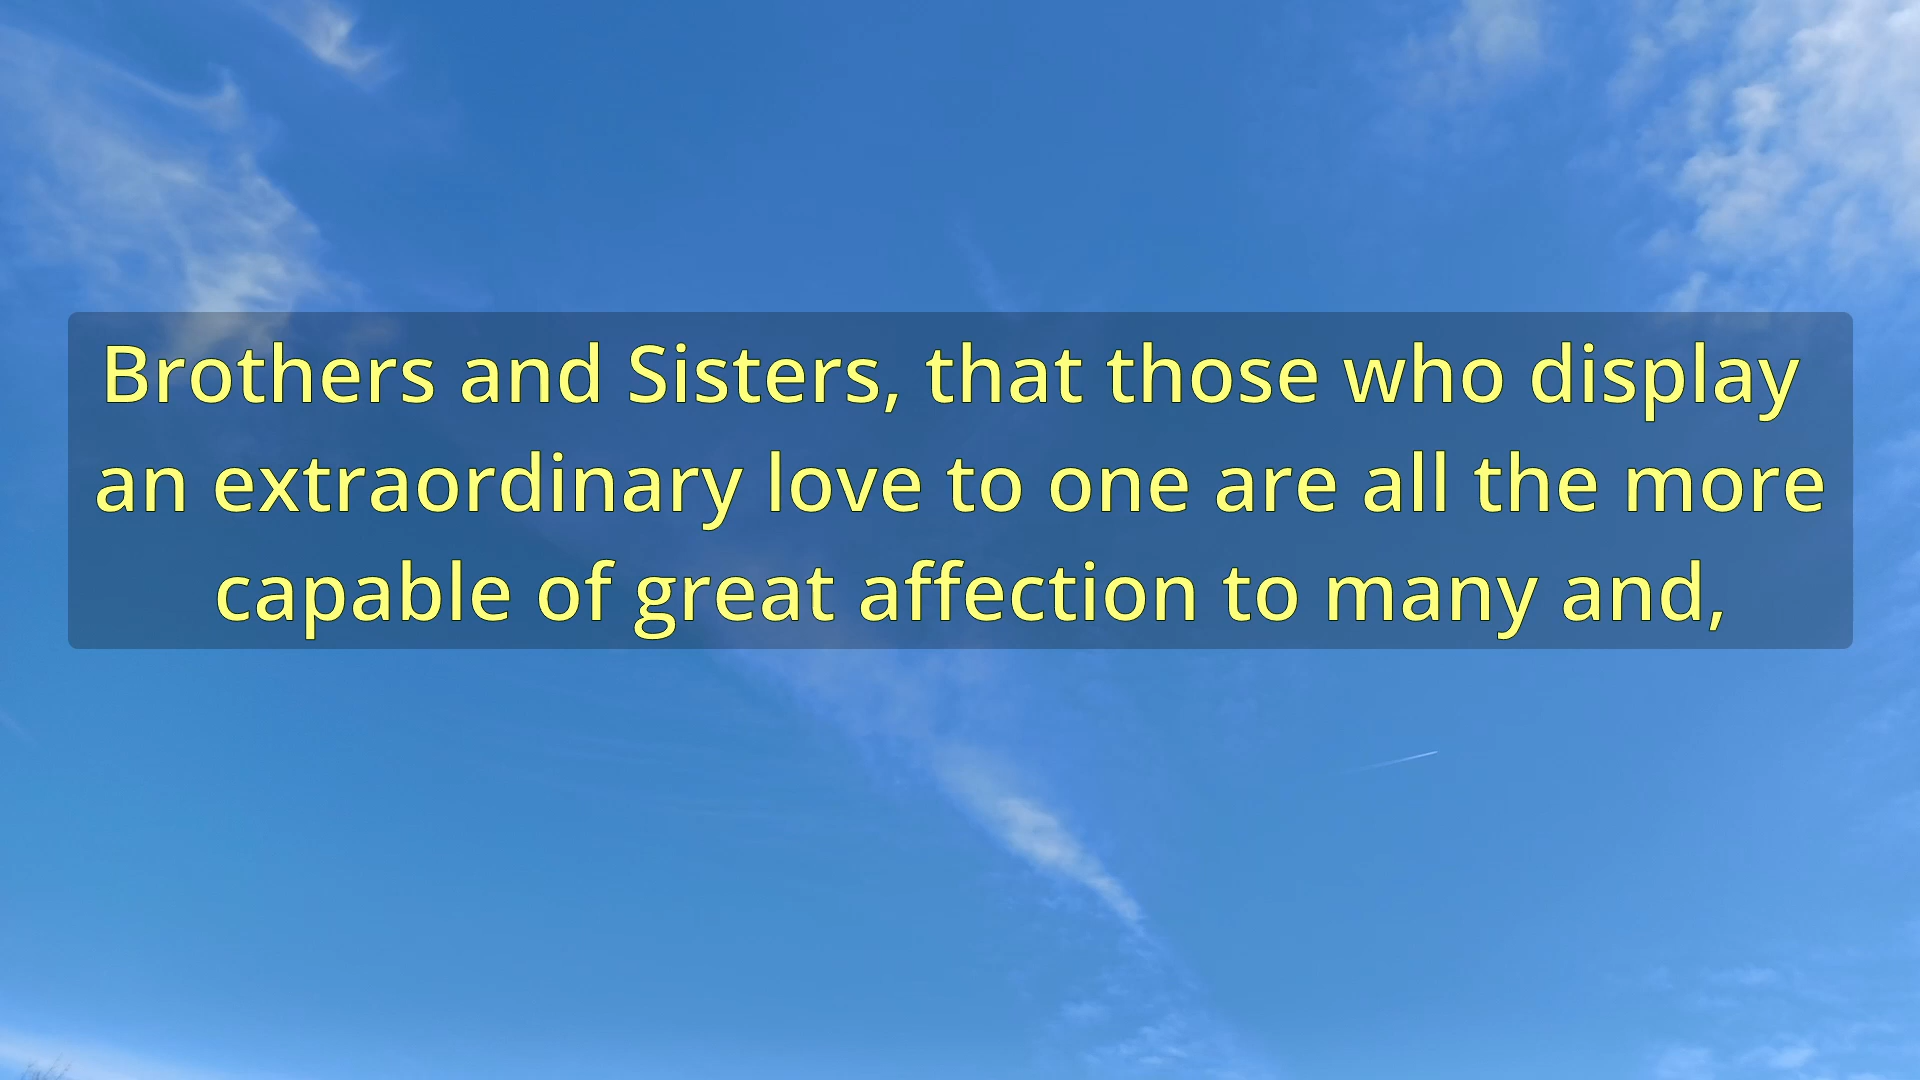 Brothers and Sisters, that those who display
an extraordinary love to one are all the more
capable of great affection to many and,